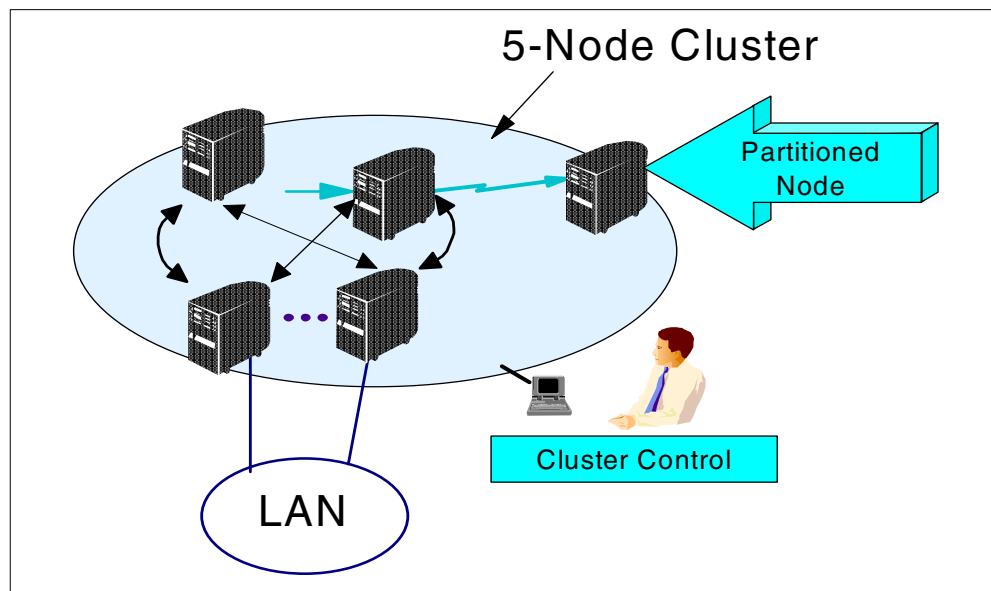 5-Node Cluster
Partitioned
Node
Cluster Control
LAN